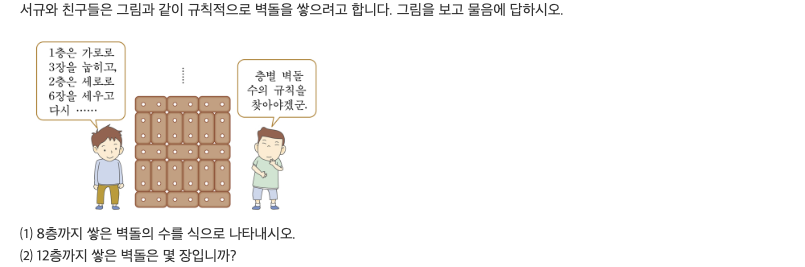 서규와 친구들은 그림과 같이 규칙적으로 벽돌을 쌓으려고 합니다. 그림을 보고 물음에 답하시오.
1층은 가로로
3장을 눕히고,
2층은 세로로
6장을 세우고
다시 ……
층별 벽돌
수의 규칙을
찾아야겠군.
⑴ 8층까지 쌓은 벽돌의 수를 식으로 나타내시오.
⑵ 12층까지 쌓은 벽돌은 몇 장입니까?